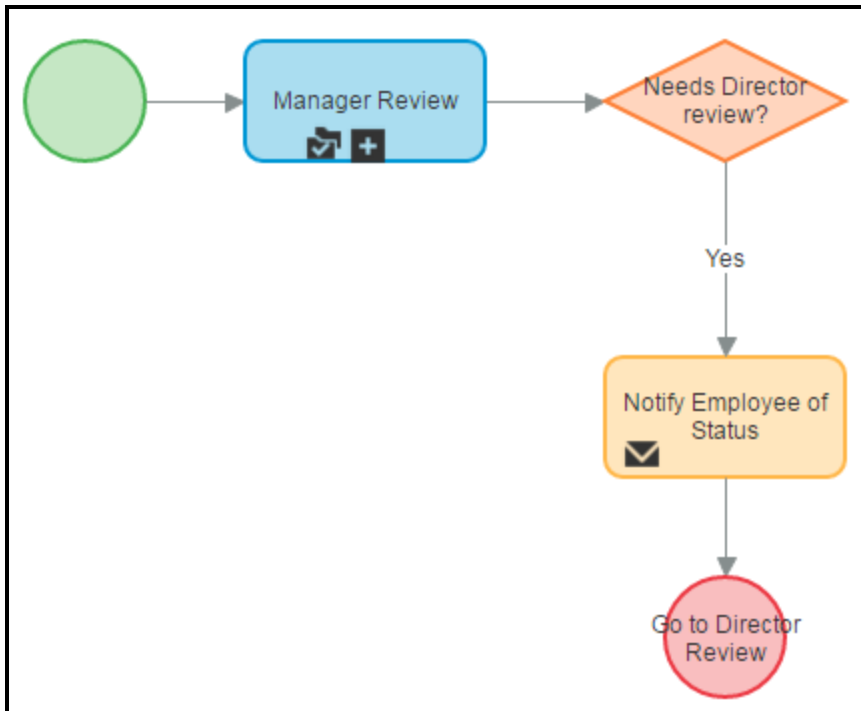 Manager Review
Needs Director
review?
Yes
Notify Employee of
Status
Go to Director
Review